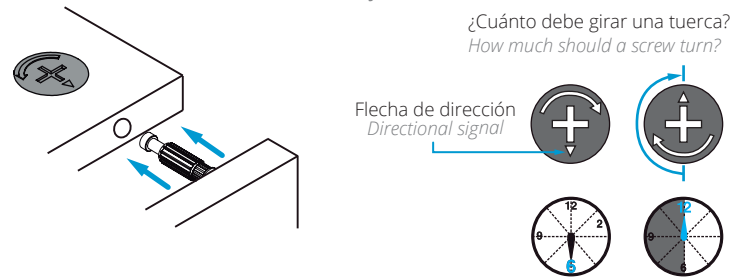 ¿Cuánto debe girar una tuerca?
How much should a screw turn?
Flecha de dirección
Directional signal
12
2
9
6
12
9
6